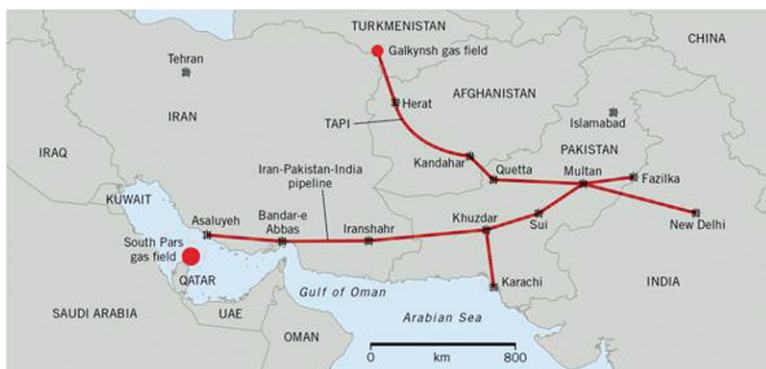 TURKMENISTAN
CHINA
Galkynsh gas field
Tehran
AFGHANISTAN
Herat
IRAN
TAPI
Islamabad
PAKISTAN
IRAQ
Kandahar
Quetta
Multan
Fazilka
Iran-Pakistan-India
pipeline
KUWAIT
Asaluyeh
Bandar-e
Abbas
Iranshahr
Khuzdar
Sui
New Delhi
South Pars
gas field
QATAR
Karachi
INDIA
Gulf of Oman
SAUDI ARABIA
UAE
Arabian Sea
OMAN
0 km 800